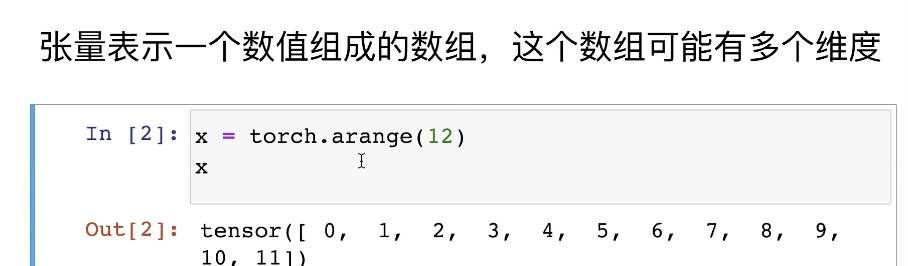 张量表示一个数值组成的数组，这个数组可能有多个维度
In [2]: x = torch.arange(12)
x
Out[2]: tensor([ 0, 1, 2, 3, 4, 5, 6, 7, 8, 9,
10, 11])